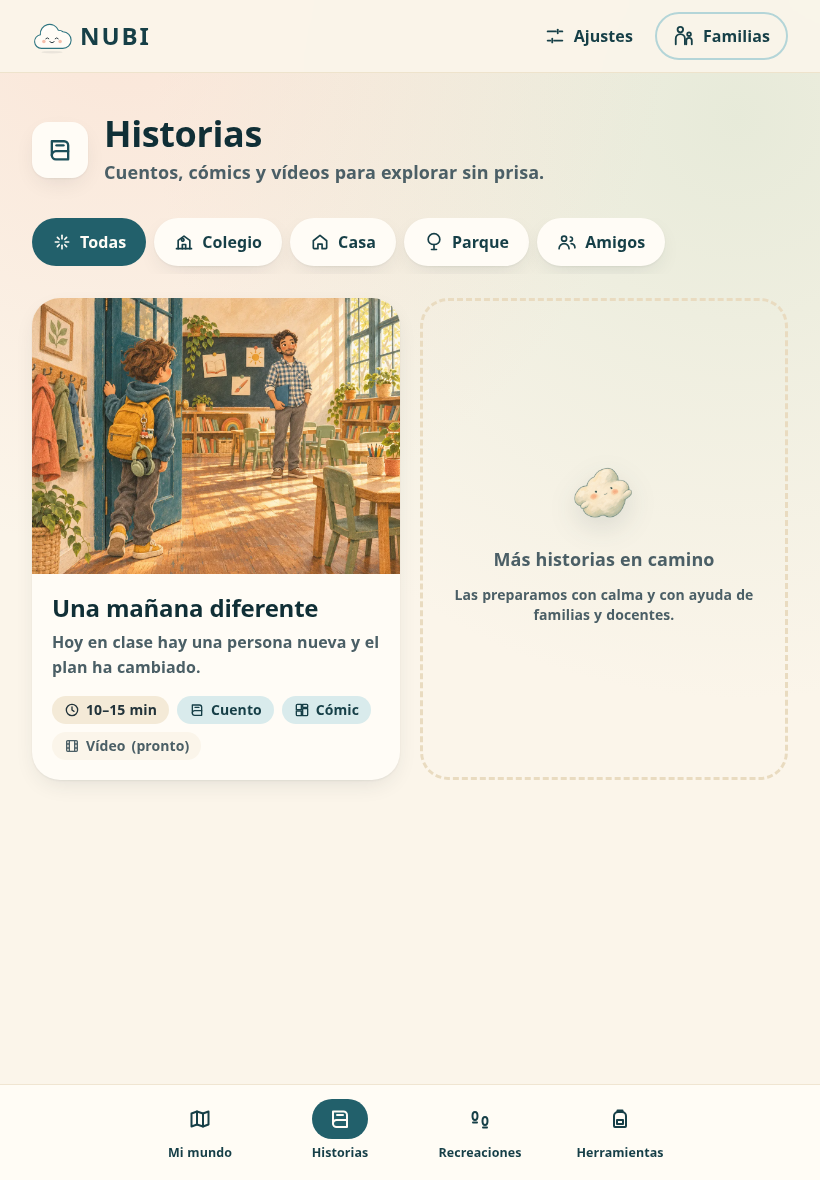 NUBI
Ajustes
Familias
Historias
Cuentos, cómics y vídeos para explorar sin prisa.
Todas
Colegio
Casa
Parque
Amigos
Una mañana diferente
Hoy en clase hay una persona nueva y el
plan ha cambiado.
10–15 min
Cuento
Cómic
Vídeo (pronto)
Más historias en camino
Las preparamos con calma y con ayuda de
familias y docentes.
Mi mundo
Historias
Recreaciones
Herramientas